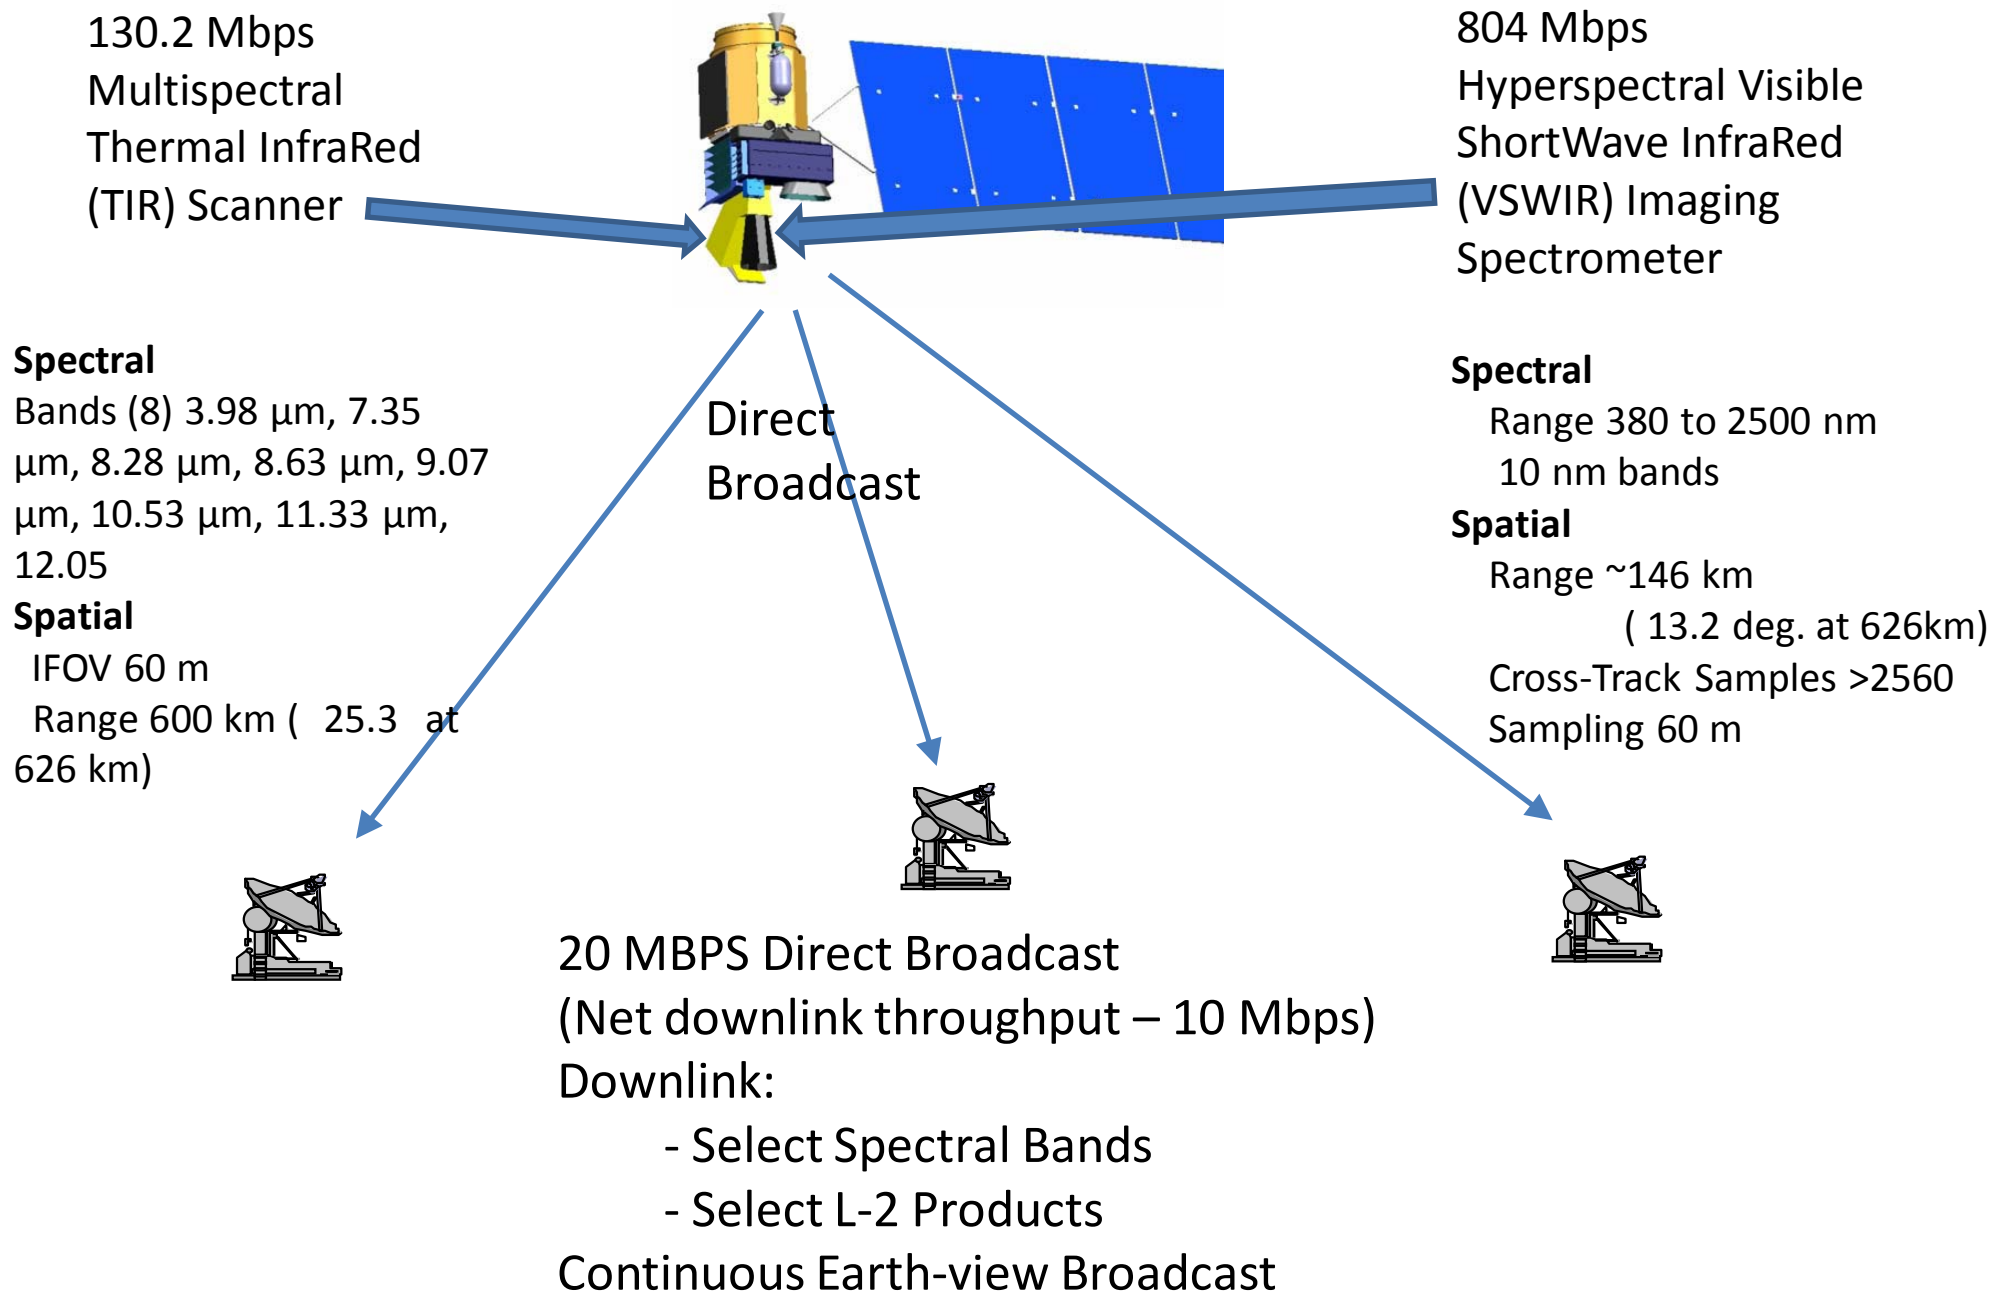 130.2 Mbps
Multispectral
Thermal InfraRed
(TIR) Scanner
804 Mbps
Hyperspectral Visible
ShortWave InfraRed
(VSWIR) Imaging
Spectrometer
Spectral
Bands (8) 3.98 µm, 7.35
µm, 8.28 µm, 8.63 µm, 9.07
µm, 10.53 µm, 11.33 µm,
12.05
Spatial
IFOV 60 m
Range 600 km ( 25.3 at
626 km)
Direct
Broadcast
Spectral
Range 380 to 2500 nm
10 nm bands
Spatial
Range ~146 km
( 13.2 deg. at 626km)
Cross-Track Samples >2560
Sampling 60 m
20 MBPS Direct Broadcast
(Net downlink throughput – 10 Mbps)
Downlink:
- Select Spectral Bands
- Select L-2 Products
Continuous Earth-view Broadcast